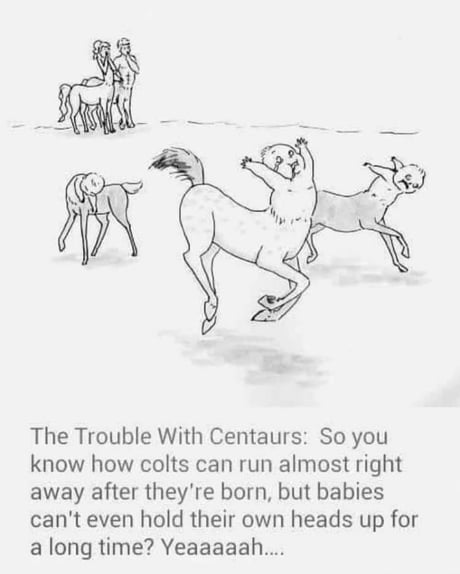 The Trouble With Centaurs:  So you
know how colts can run almost right
away after they're born, but babies
can't even hold their own heads up for
a long time? Yeaaaaah....